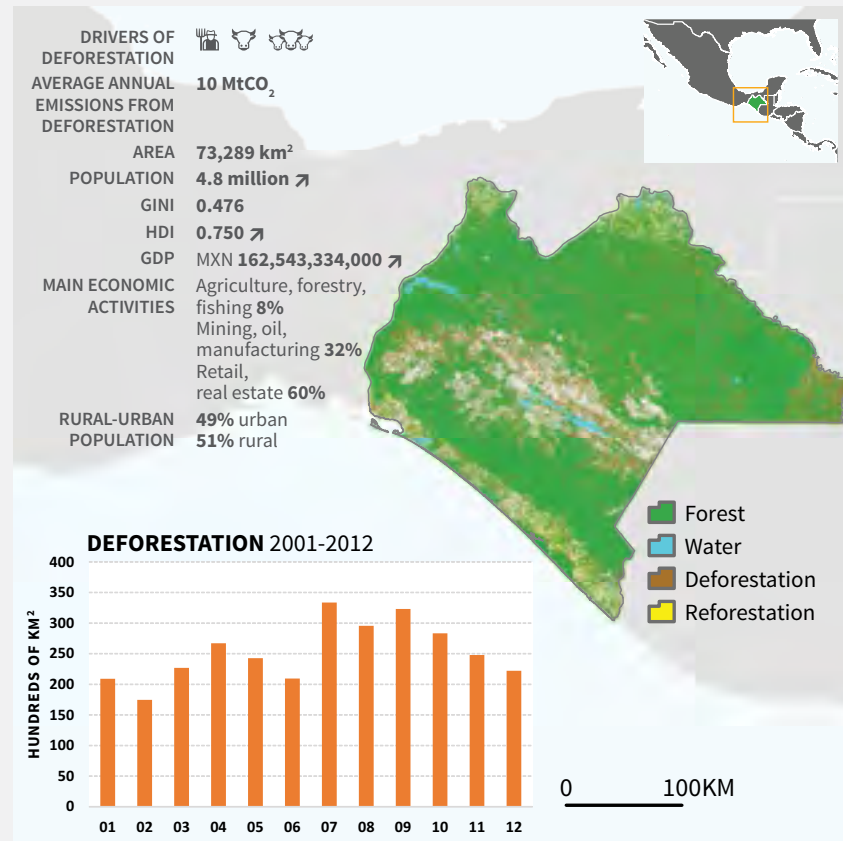 DRIVERS OF
DEFORESTATION
AVERAGE ANNUAL
EMISSIONS FROM
DEFORESTATION
10 MtCO₂
AREA 73,289 km²
POPULATION 4.8 million ↗
GINI 0.476
HDI 0.750 ↗
GDP MXN 162,543,334,000 ↗
MAIN ECONOMIC
ACTIVITIES
Agriculture, forestry,
fishing 8%
Mining, oil,
manufacturing 32%
Retail,
real estate 60%
RURAL-URBAN
POPULATION
49% urban
51% rural
Forest
Water
Deforestation
Reforestation
DEFORESTATION 2001-2012
HUNDREDS OF KM²
400
350
300
250
200
150
100
50
0
01 02 03 04 05 06 07 08 09 10 11 12
0 100KM